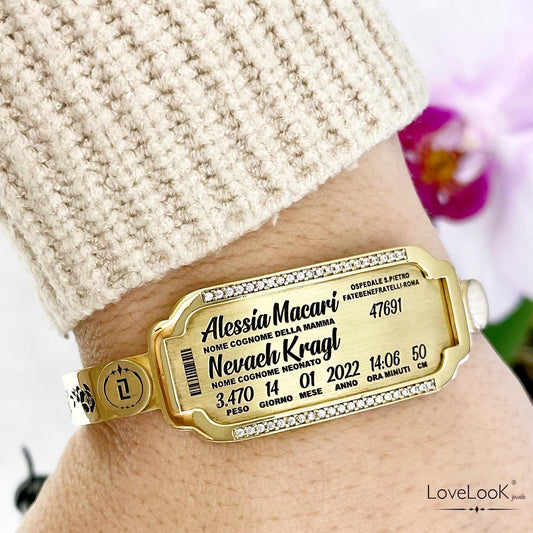 Alessia Macari
NOME COGNOME DELLA MAMMA
OSPEDALE S.PIETRO
FATEBENEFRATELLI-ROMA
47691
Nevaeh Kragl
NOME COGNOME NEONATO
3.470 14 01 2022 14:06 50
PESO GIORNO MESE ANNO ORA MINUTI CM
LoveLooK®
jewels